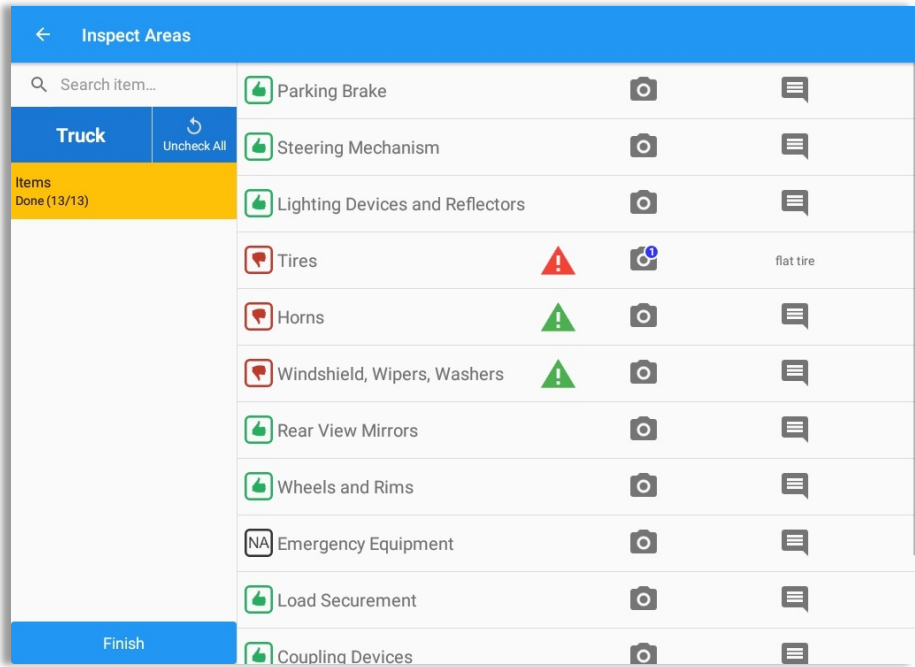 Inspect Areas
Search item...
Truck
Uncheck All
Items
Done (13/13)
Parking Brake
Steering Mechanism
Lighting Devices and Reflectors
Tires
1
flat tire
Horns
Windshield, Wipers, Washers
Rear View Mirrors
Wheels and Rims
NA Emergency Equipment
Load Securement
Coupling Devices
Finish